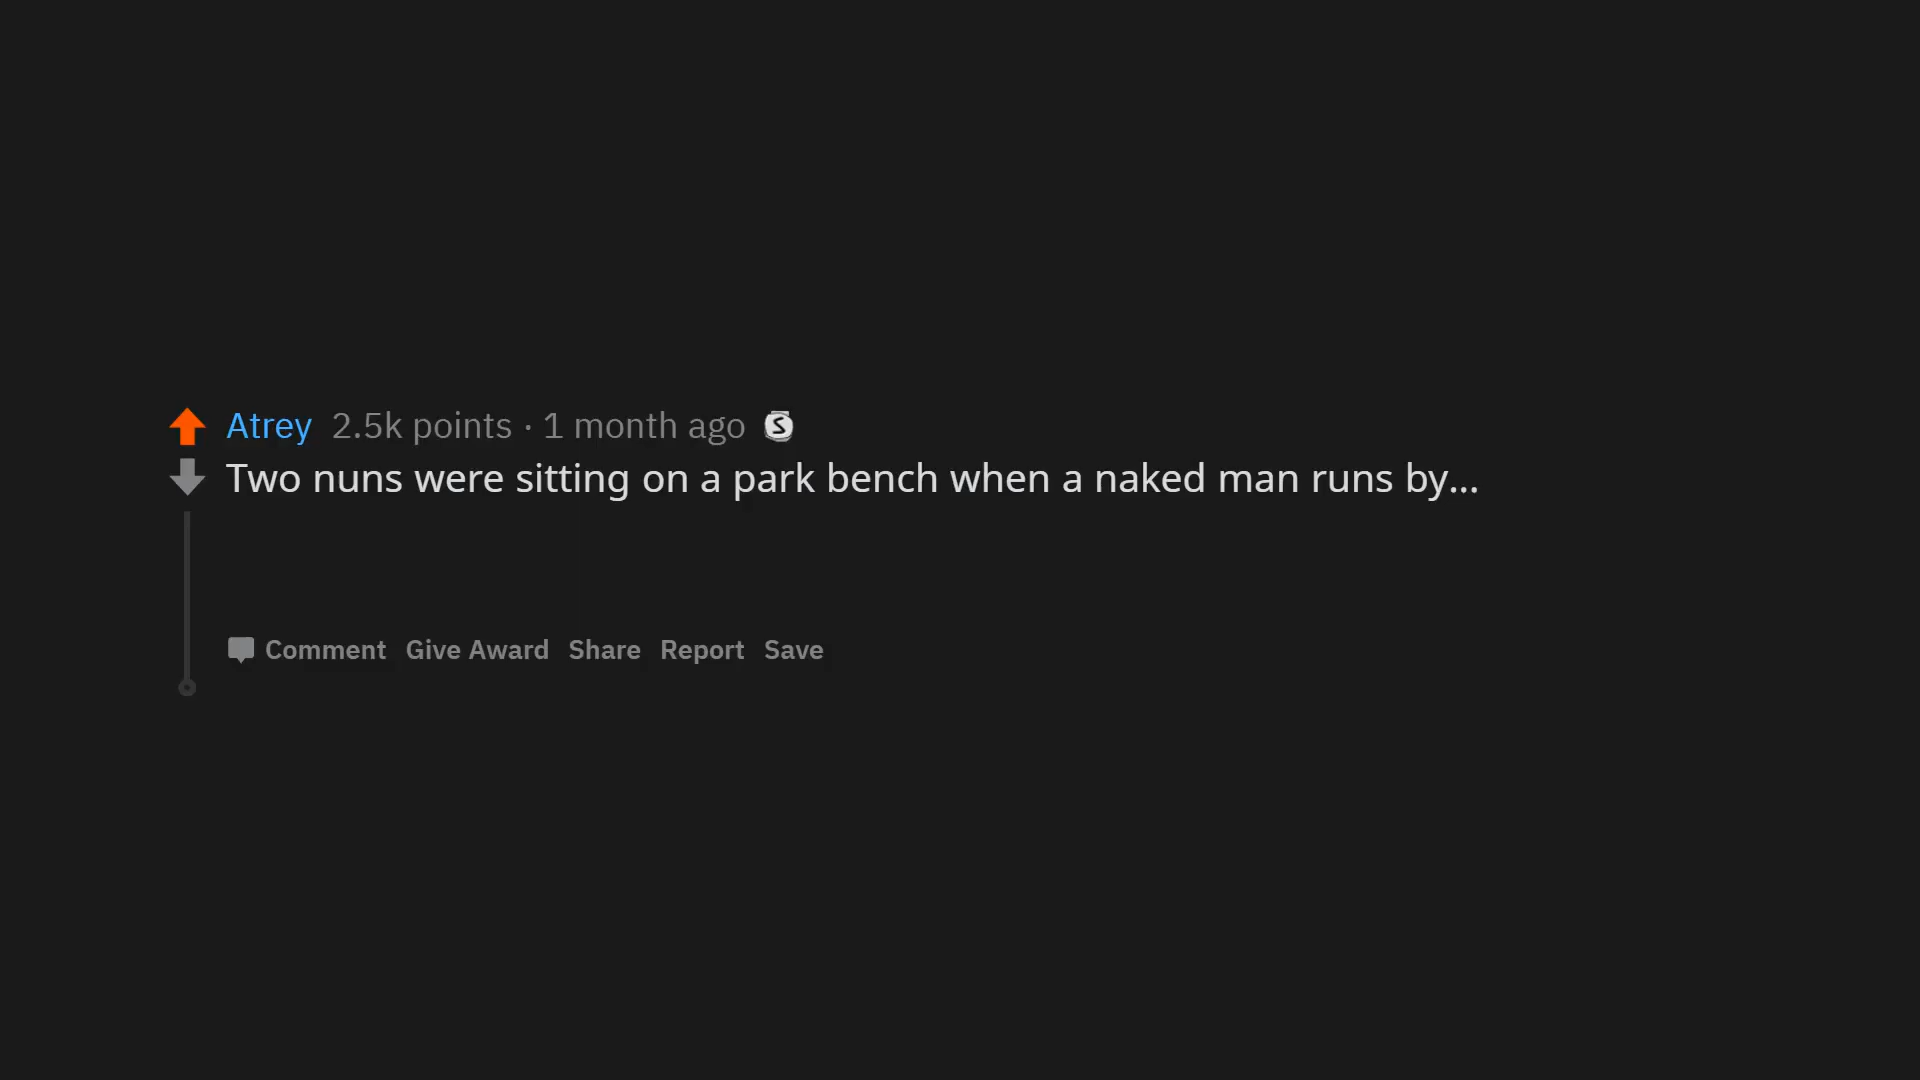 Atrey 2.5k points · 1 month ago S
Two nuns were sitting on a park bench when a naked man runs by...
Comment Give Award Share Report Save